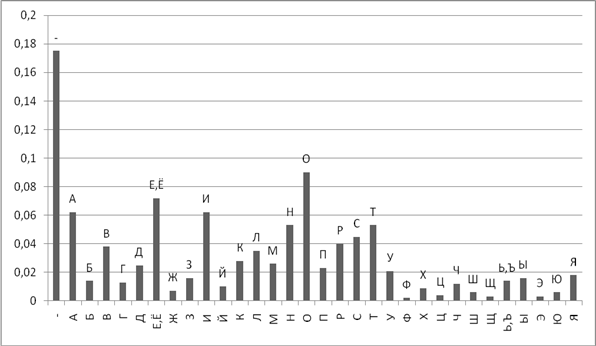 0,2
0,18
0,16
0,14
0,12
0,1
0,08
0,06
0,04
0,02
0
-
А
Б
В
Г
Д
Е,Ё
Ж
З
И
Й
К
Л
М
Н
О
П
Р
С
Т
У
Ф
Х
Ц
Ч
Ш
Щ
Ь,Ъ
Ы
Э
Ю
Я
- А Б В Г Д Е,Ё Ж З И Й К Л М Н О П Р С Т У Ф Х Ц Ч Ш Щ Ь,Ъ Ы Э Ю Я